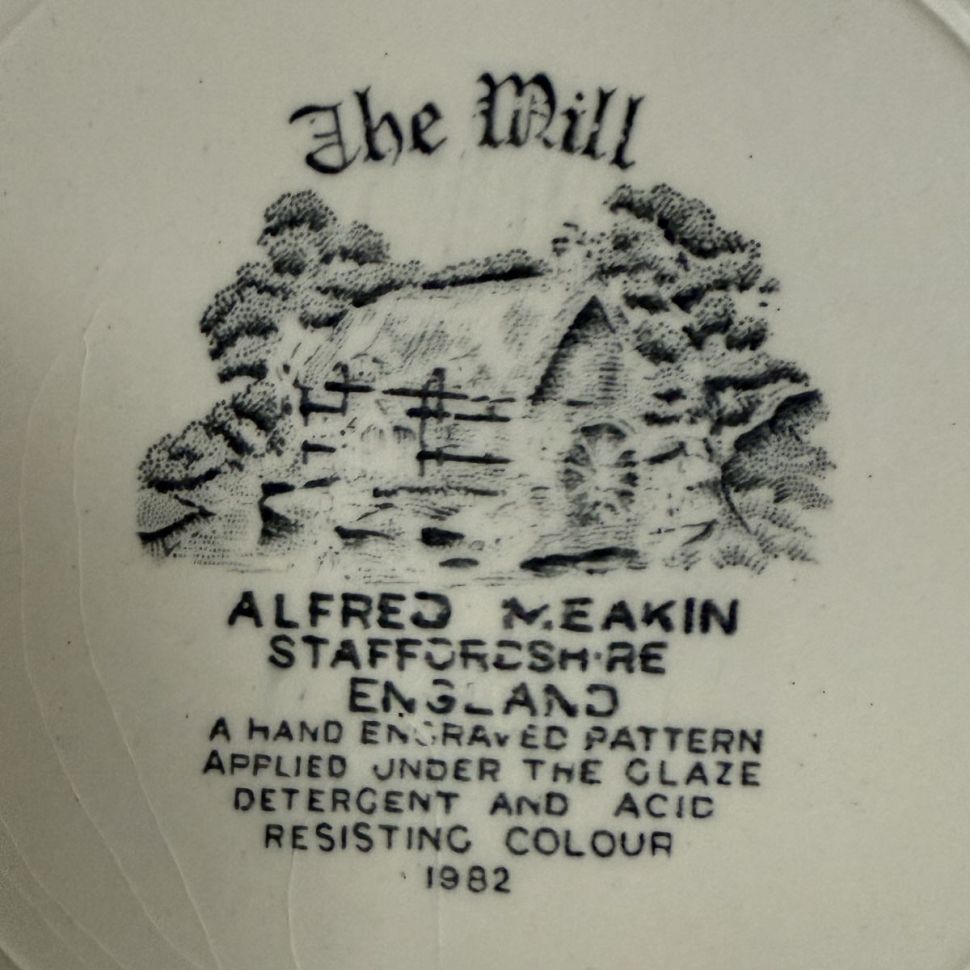 The Mill
ALFRED MEAKIN
STAFFORDSHIRE
ENGLAND
A HAND ENGRAVED PATTERN
APPLIED UNDER THE GLAZE
DETERGENT AND ACID
RESISTING COLOUR
1982